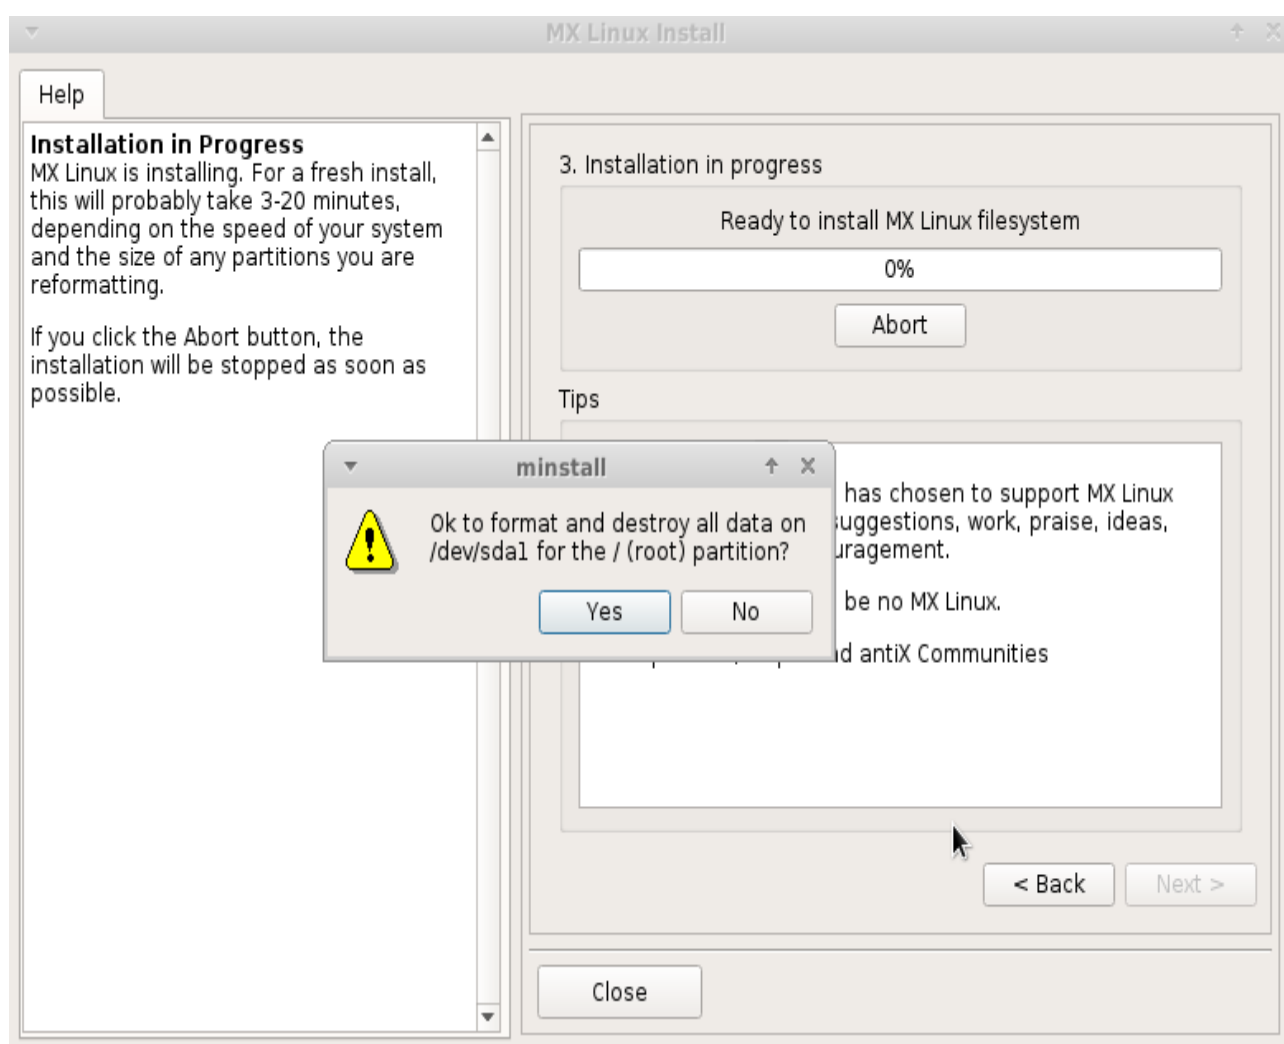 MX Linux Install
Help
Installation in Progress
MX Linux is installing. For a fresh install,
this will probably take 3-20 minutes,
depending on the speed of your system
and the size of any partitions you are
reformatting.
If you click the Abort button, the
installation will be stopped as soon as
possible.
3. Installation in progress
Ready to install MX Linux filesystem
0%
Abort
Tips
minstall
Ok to format and destroy all data on
/dev/sda1 for the / (root) partition?
Yes
No
has chosen to support MX Linux
suggestions, work, praise, ideas,
be no MX Linux.
antiX Communities
< Back
Next >
Close